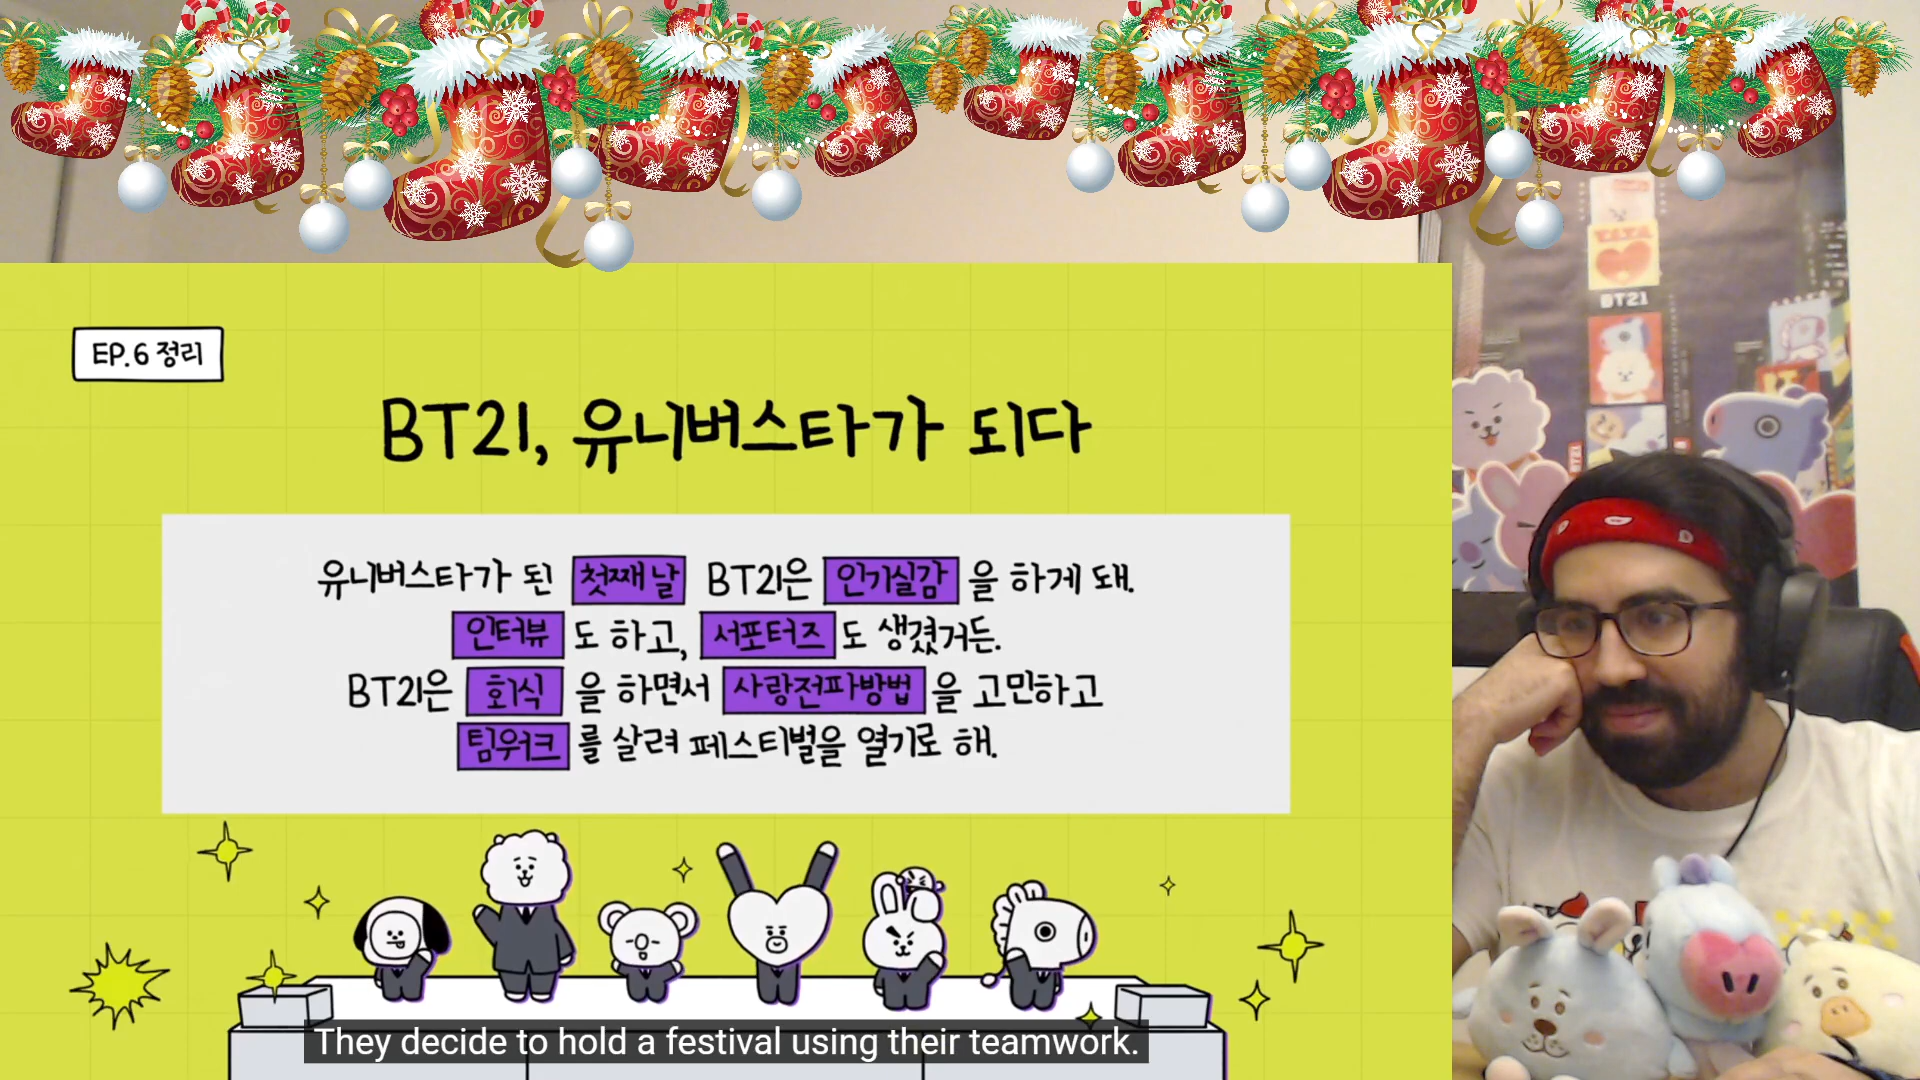 BT21
EP.6 정리
BT21, 유니버스타가 되다
유니버스타가 된 첫째 날 BT21은 인기실감 을 하게 돼.
인터뷰 도 하고, 서포터즈 도 생겼거든.
BT21은 회식 을 하면서 사랑전파방법 을 고민하고
팀워크 를 살려 페스티벌을 열기로 해.
They decide to hold a festival using their teamwork.